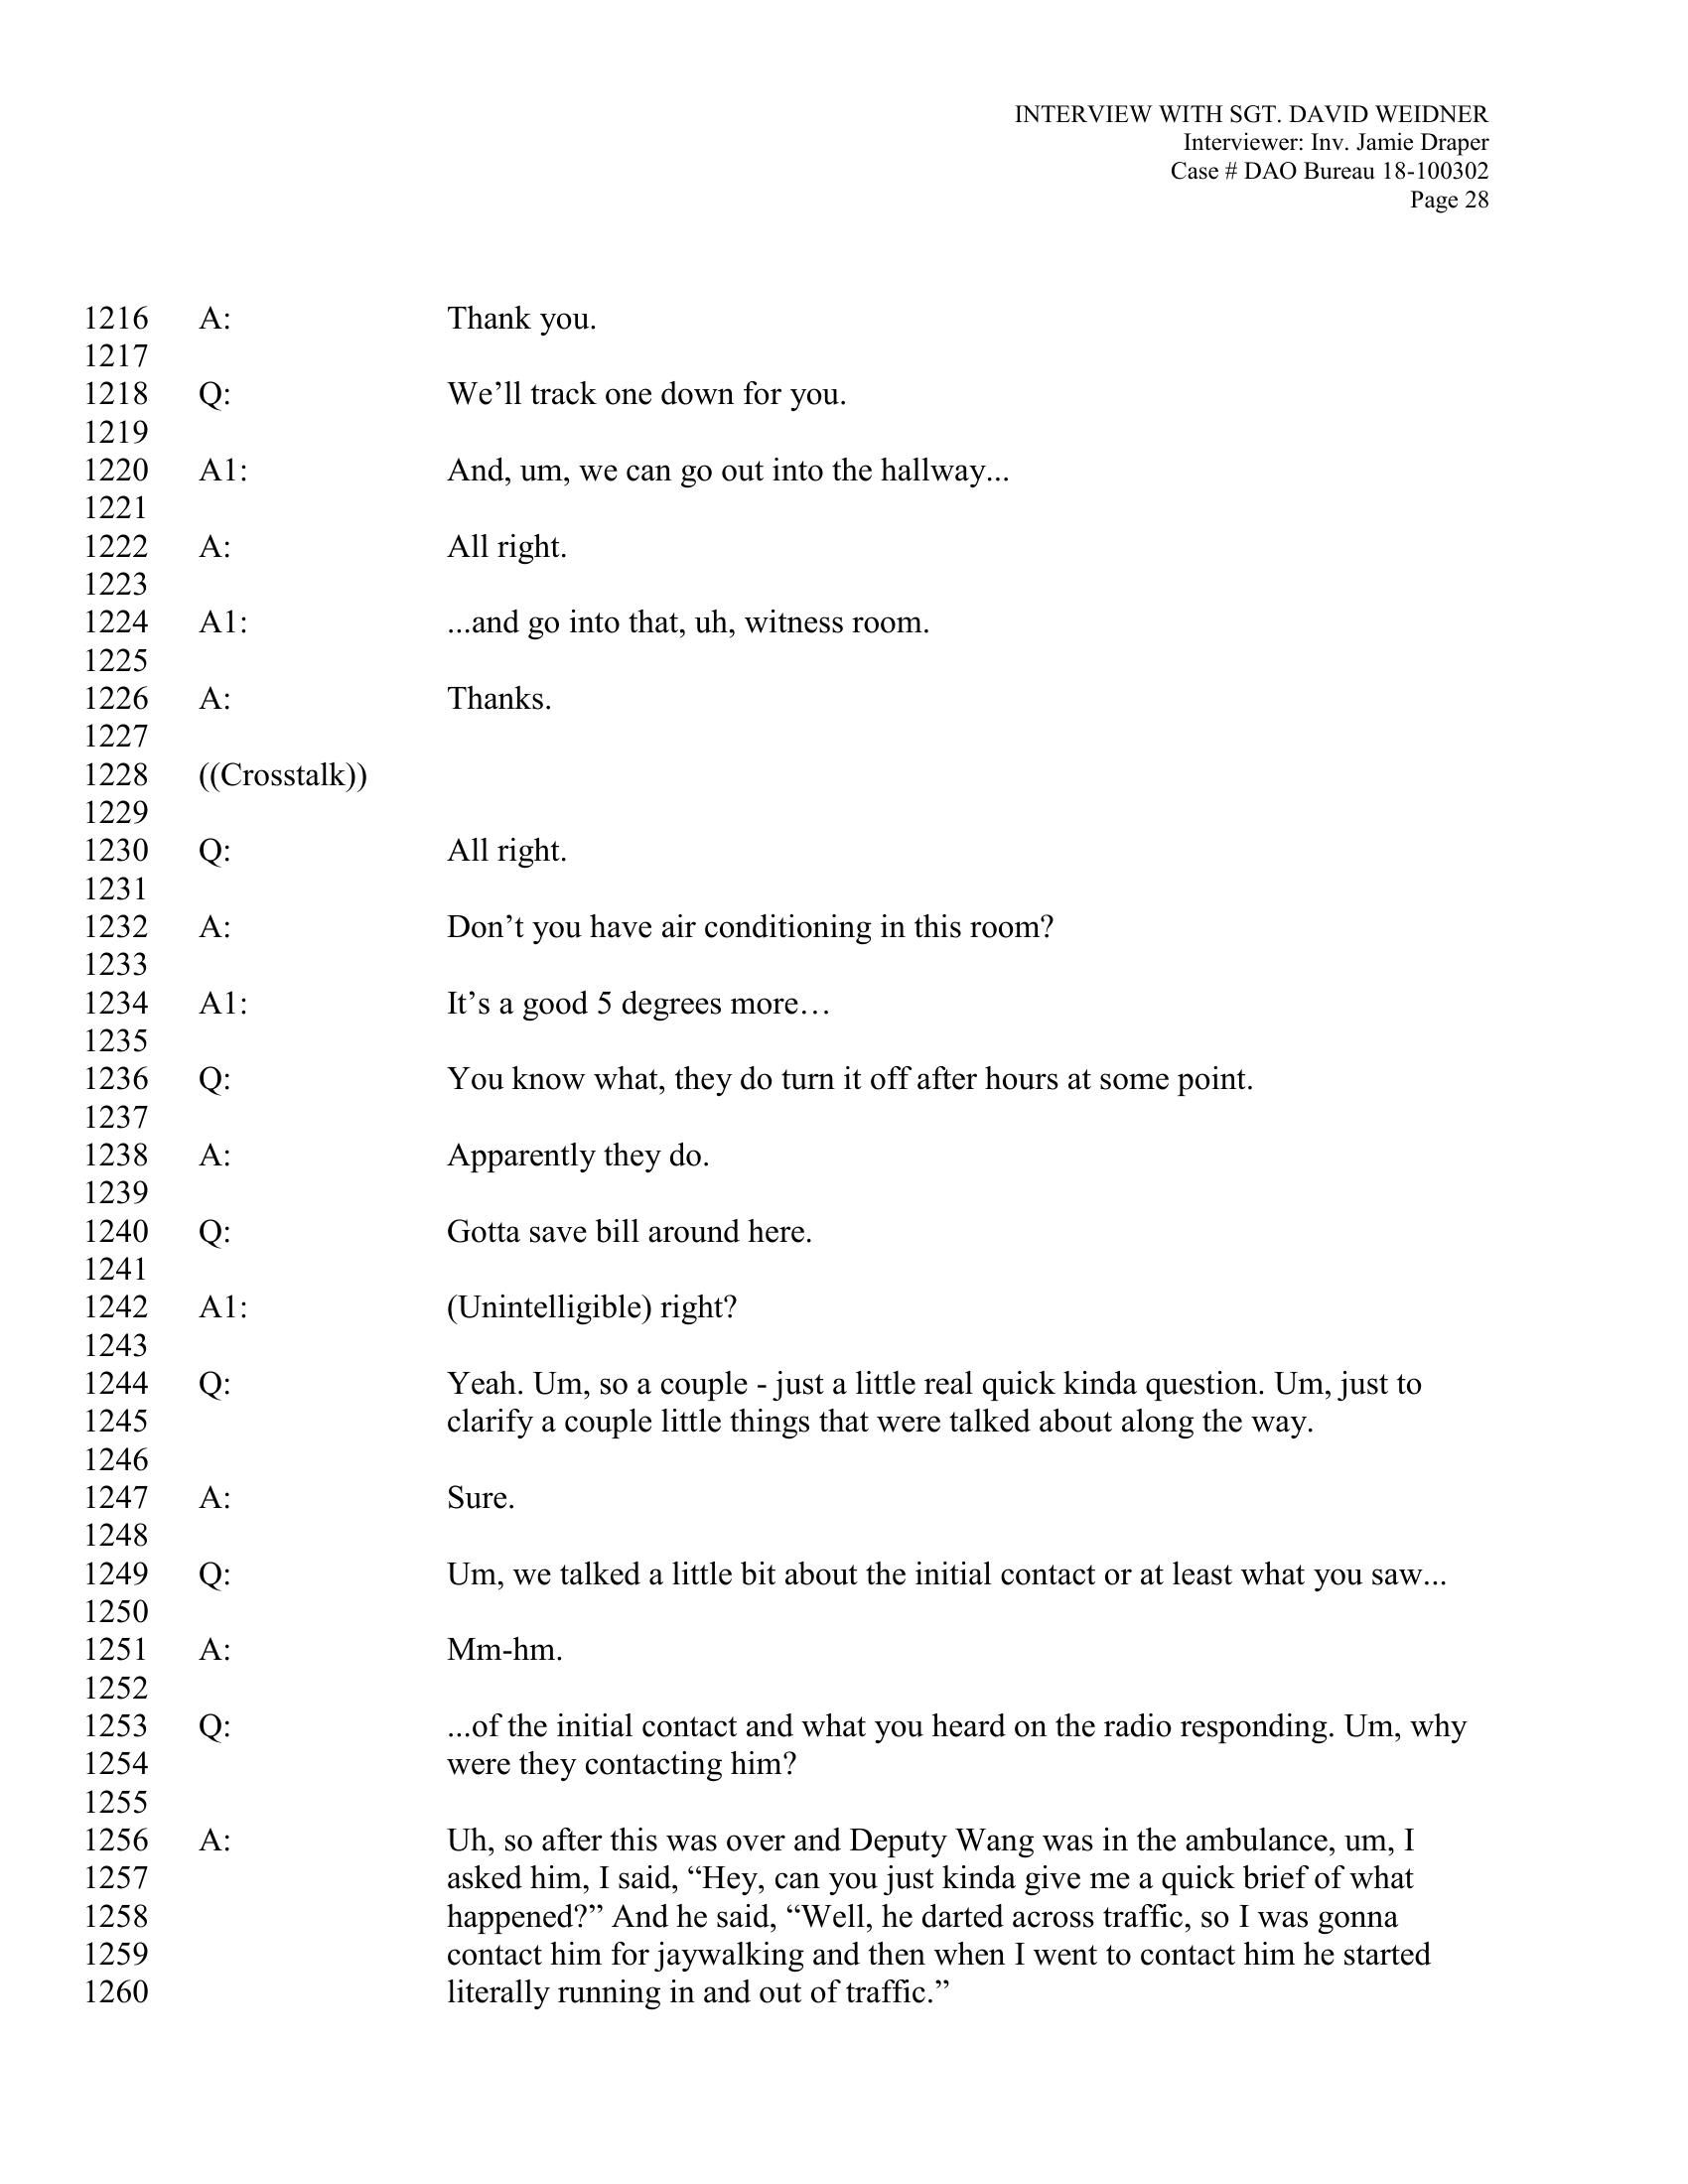 INTERVIEW WITH SGT. DAVID WEIDNER
Interviewer: Inv. Jamie Draper
Case # DAO Bureau 18-100302
Page 28
1216 A: Thank you.
1217
1218 Q: We’ll track one down for you.
1219
1220 A1: And, um, we can go out into the hallway...
1221
1222 A: All right.
1223
1224 A1: ...and go into that, uh, witness room.
1225
1226 A: Thanks.
1227
1228 ((Crosstalk))
1229
1230 Q: All right.
1231
1232 A: Don’t you have air conditioning in this room?
1233
1234 A1: It’s a good 5 degrees more…
1235
1236 Q: You know what, they do turn it off after hours at some point.
1237
1238 A: Apparently they do.
1239
1240 Q: Gotta save bill around here.
1241
1242 A1: (Unintelligible) right?
1243
1244 Q: Yeah. Um, so a couple - just a little real quick kinda question. Um, just to
1245 clarify a couple little things that were talked about along the way.
1246
1247 A: Sure.
1248
1249 Q: Um, we talked a little bit about the initial contact or at least what you saw...
1250
1251 A: Mm-hm.
1252
1253 Q: ...of the initial contact and what you heard on the radio responding. Um, why
1254 were they contacting him?
1255
1256 A: Uh, so after this was over and Deputy Wang was in the ambulance, um, I
1257 asked him, I said, “Hey, can you just kinda give me a quick brief of what
1258 happened?” And he said, “Well, he darted across traffic, so I was gonna
1259 contact him for jaywalking and then when I went to contact him he started
1260 literally running in and out of traffic.”